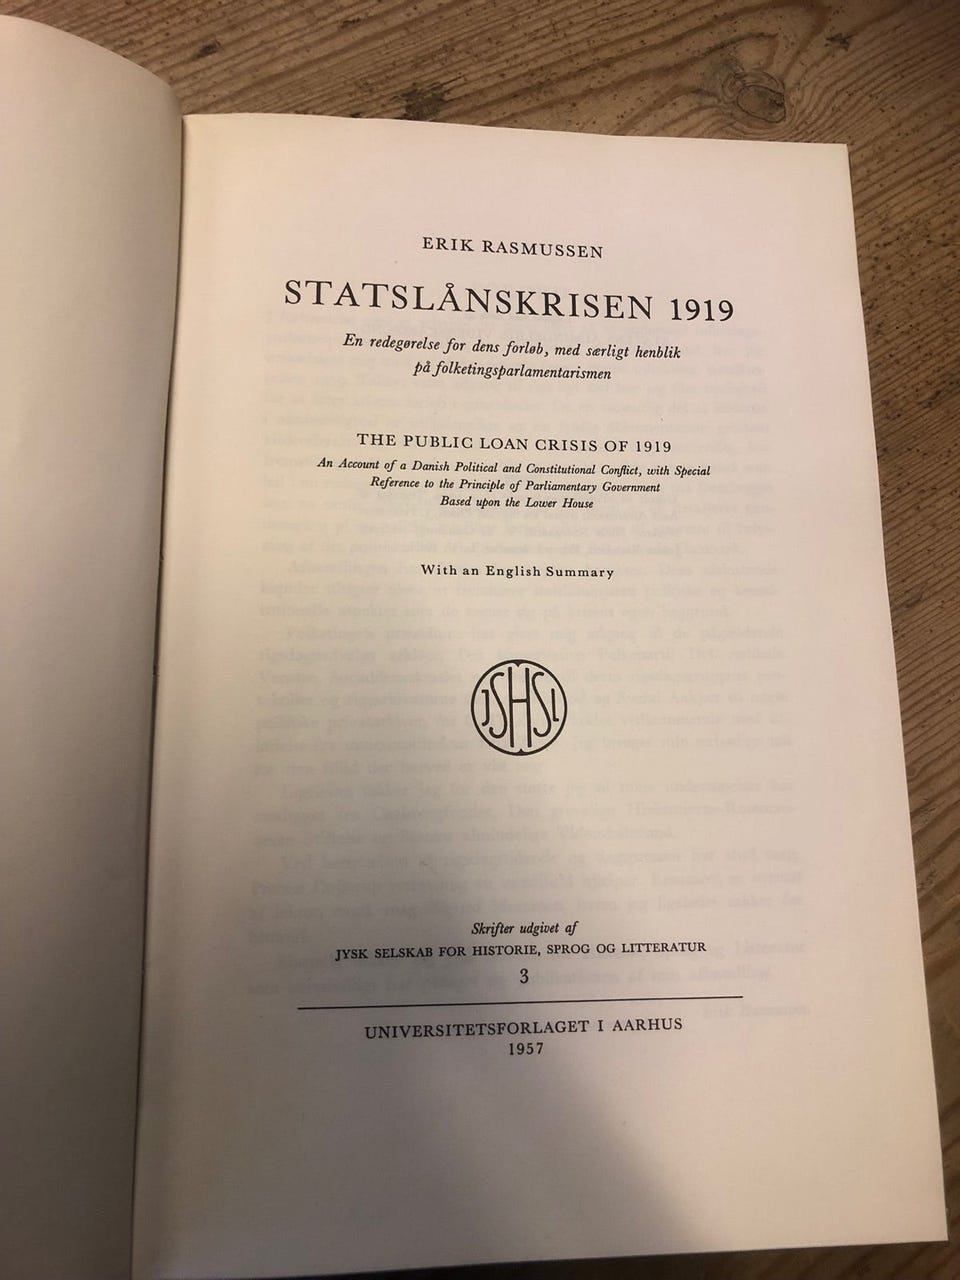 ERIK RASMUSSEN
STATSLÅNSKRISEN 1919
En redegørelse for dens forløb, med særligt henblik
på folketingsparlamentarismen
THE PUBLIC LOAN CRISIS OF 1919
An Account of a Danish Political and Constitutional Conflict, with Special
Reference to the Principle of Parliamentary Government
Based upon the Lower House
With an English Summary
JSHSL
Skrifter udgivet af
JYSK SELSKAB FOR HISTORIE, SPROG OG LITTERATUR
3
UNIVERSITETSFORLAGET I AARHUS
1957